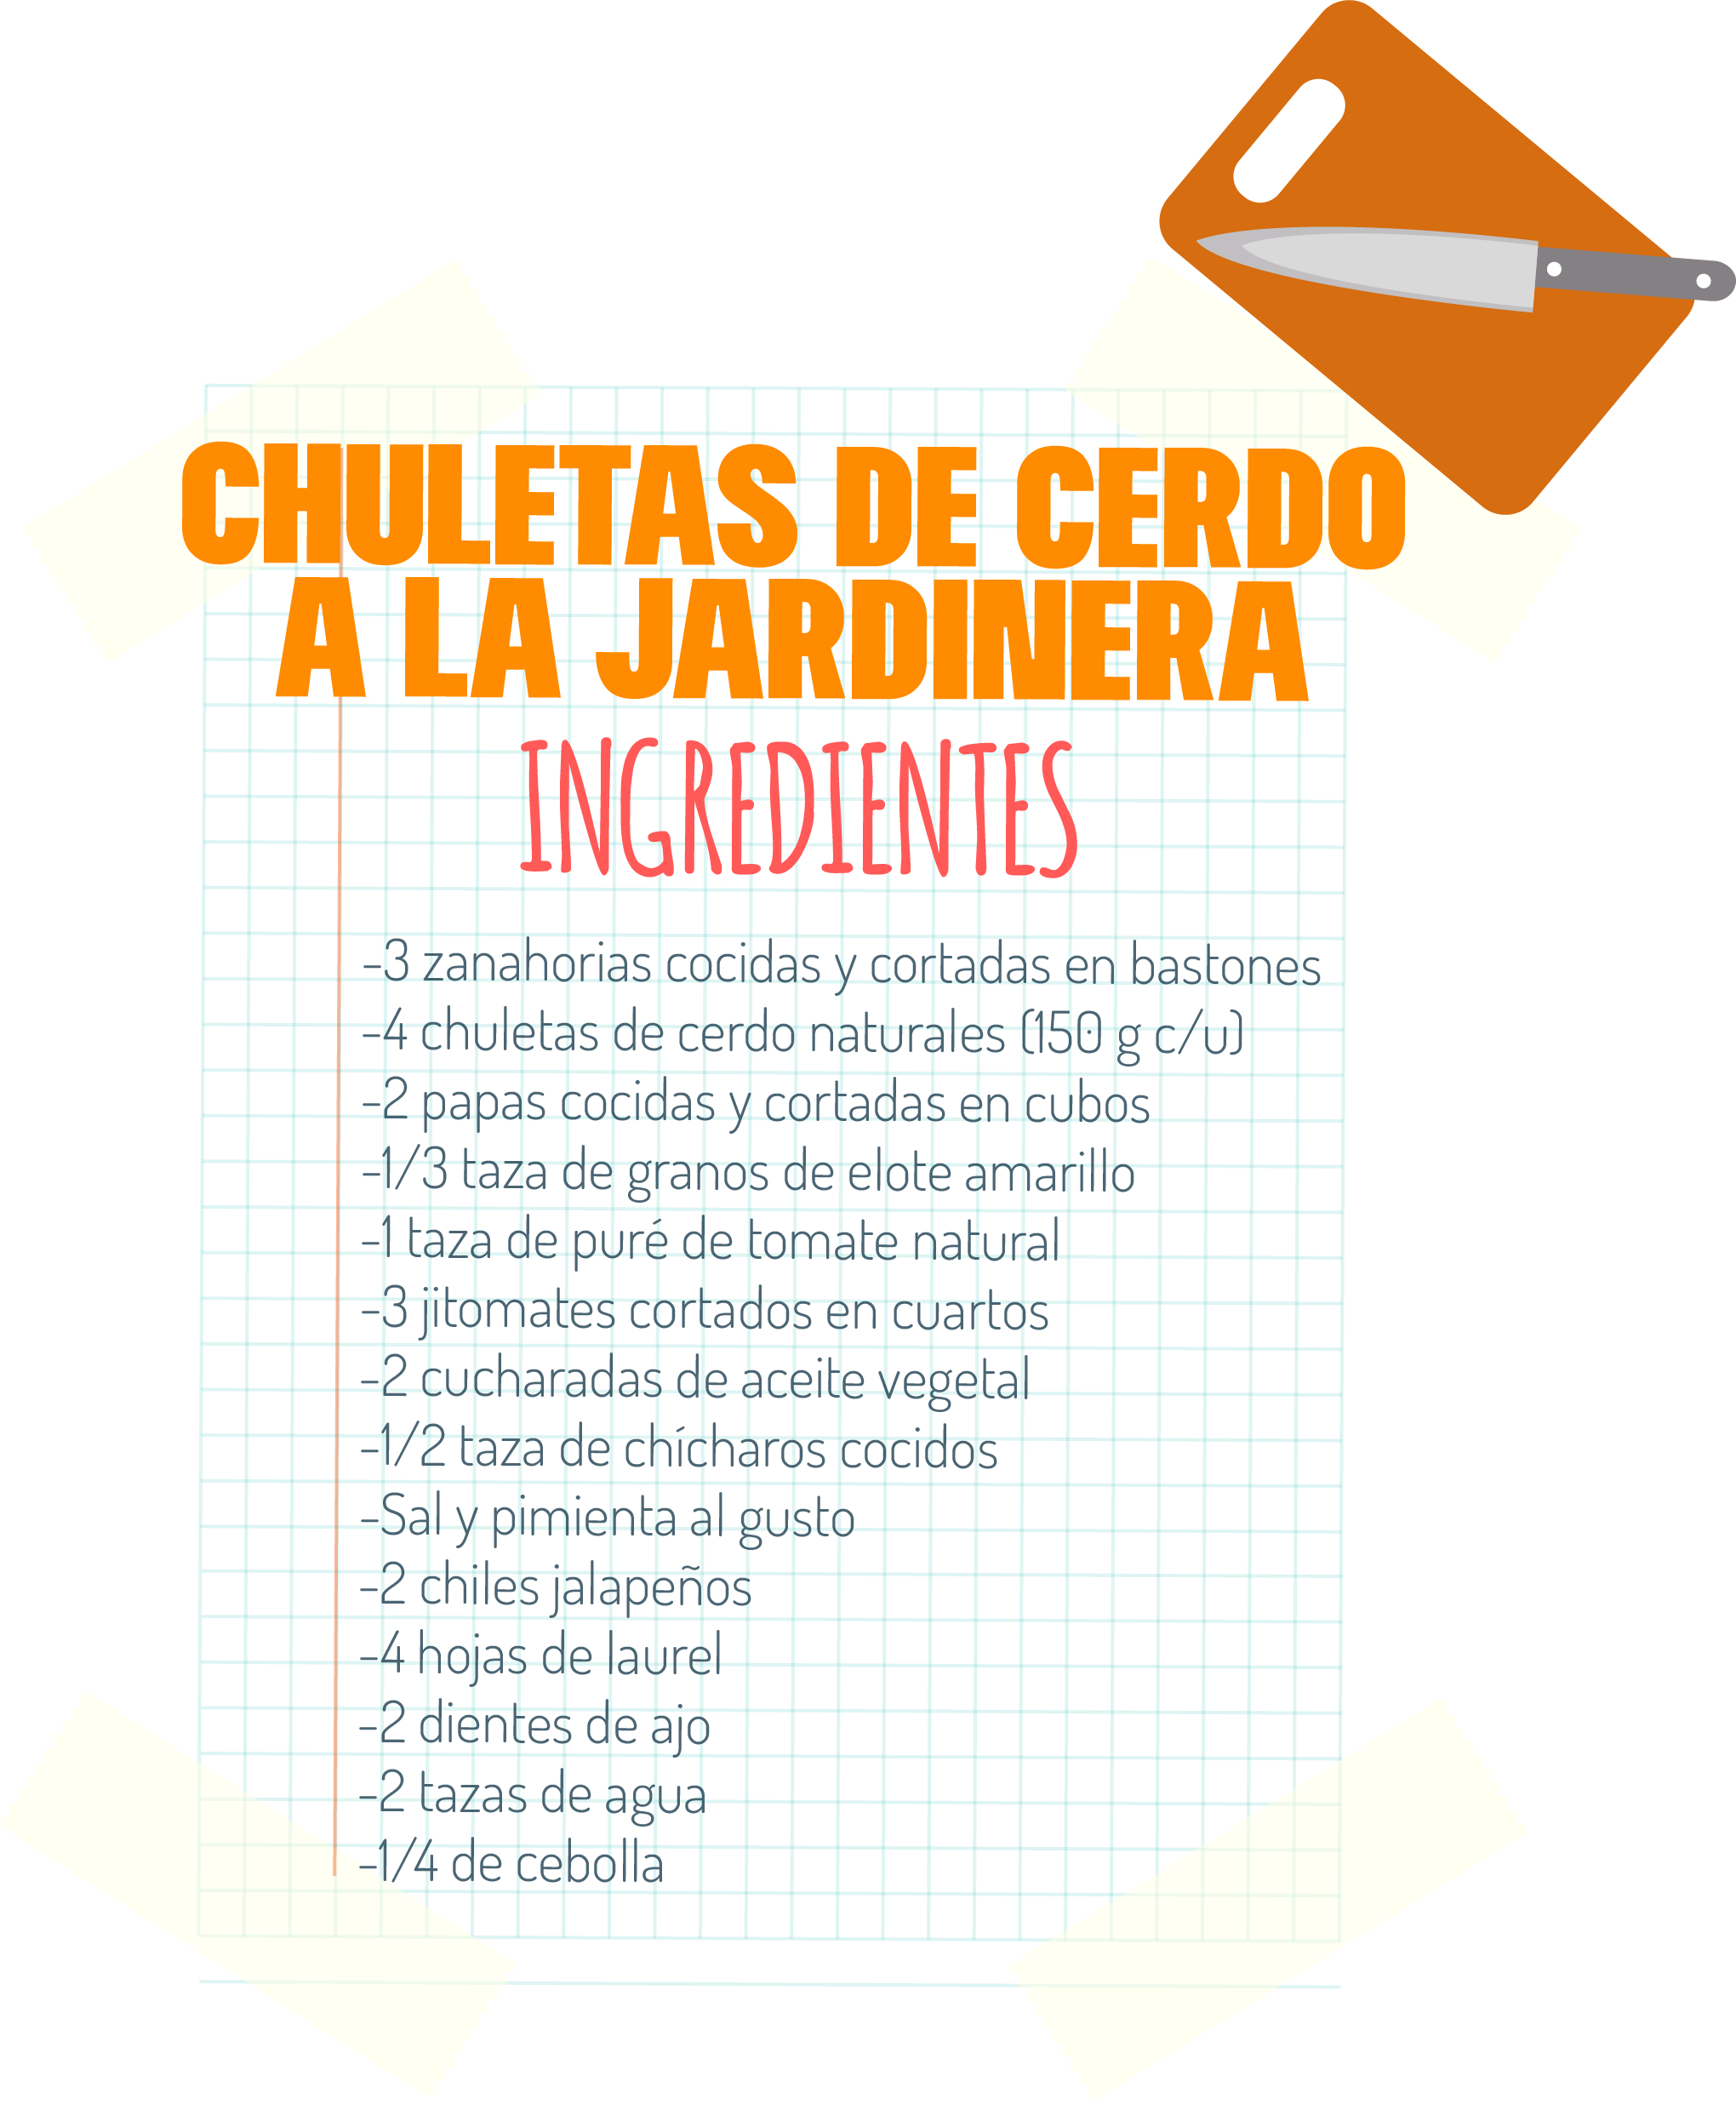 CHULETAS DE CERDO
A LA JARDINERA
INGREDIENTES
-3 zanahorias cocidas y cortadas en bastones
-4 chuletas de cerdo naturales (150 g c/u)
-2 papas cocidas y cortadas en cubos
-1/3 taza de granos de elote amarillo
-1 taza de puré de tomate natural
-3 jitomates cortados en cuartos
-2 cucharadas de aceite vegetal
-1/2 taza de chícharos cocidos
-Sal y pimienta al gusto
-2 chiles jalapeños
-4 hojas de laurel
-2 dientes de ajo
-2 tazas de agua
-1/4 de cebolla